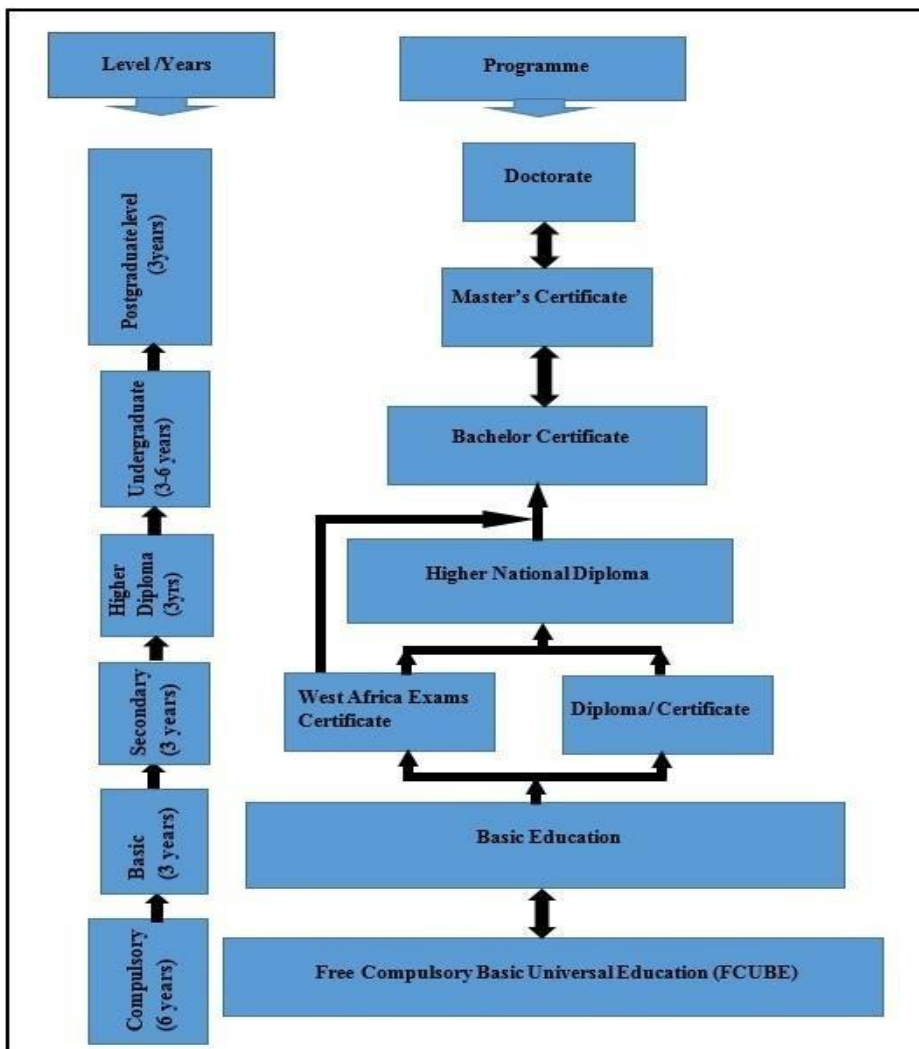 Level /Years
Programme
Postgraduate level
(3years)
Undergraduate
(3-6 years)
Higher
Diploma
(3yrs)
Secondary
(3 years)
Basic
(3 years)
Compulsory
(6 years)
Doctorate
Master's Certificate
Bachelor Certificate
Higher National Diploma
West Africa Exams
Certificate
Diploma/ Certificate
Basic Education
Free Compulsory Basic Universal Education (FCUBE)